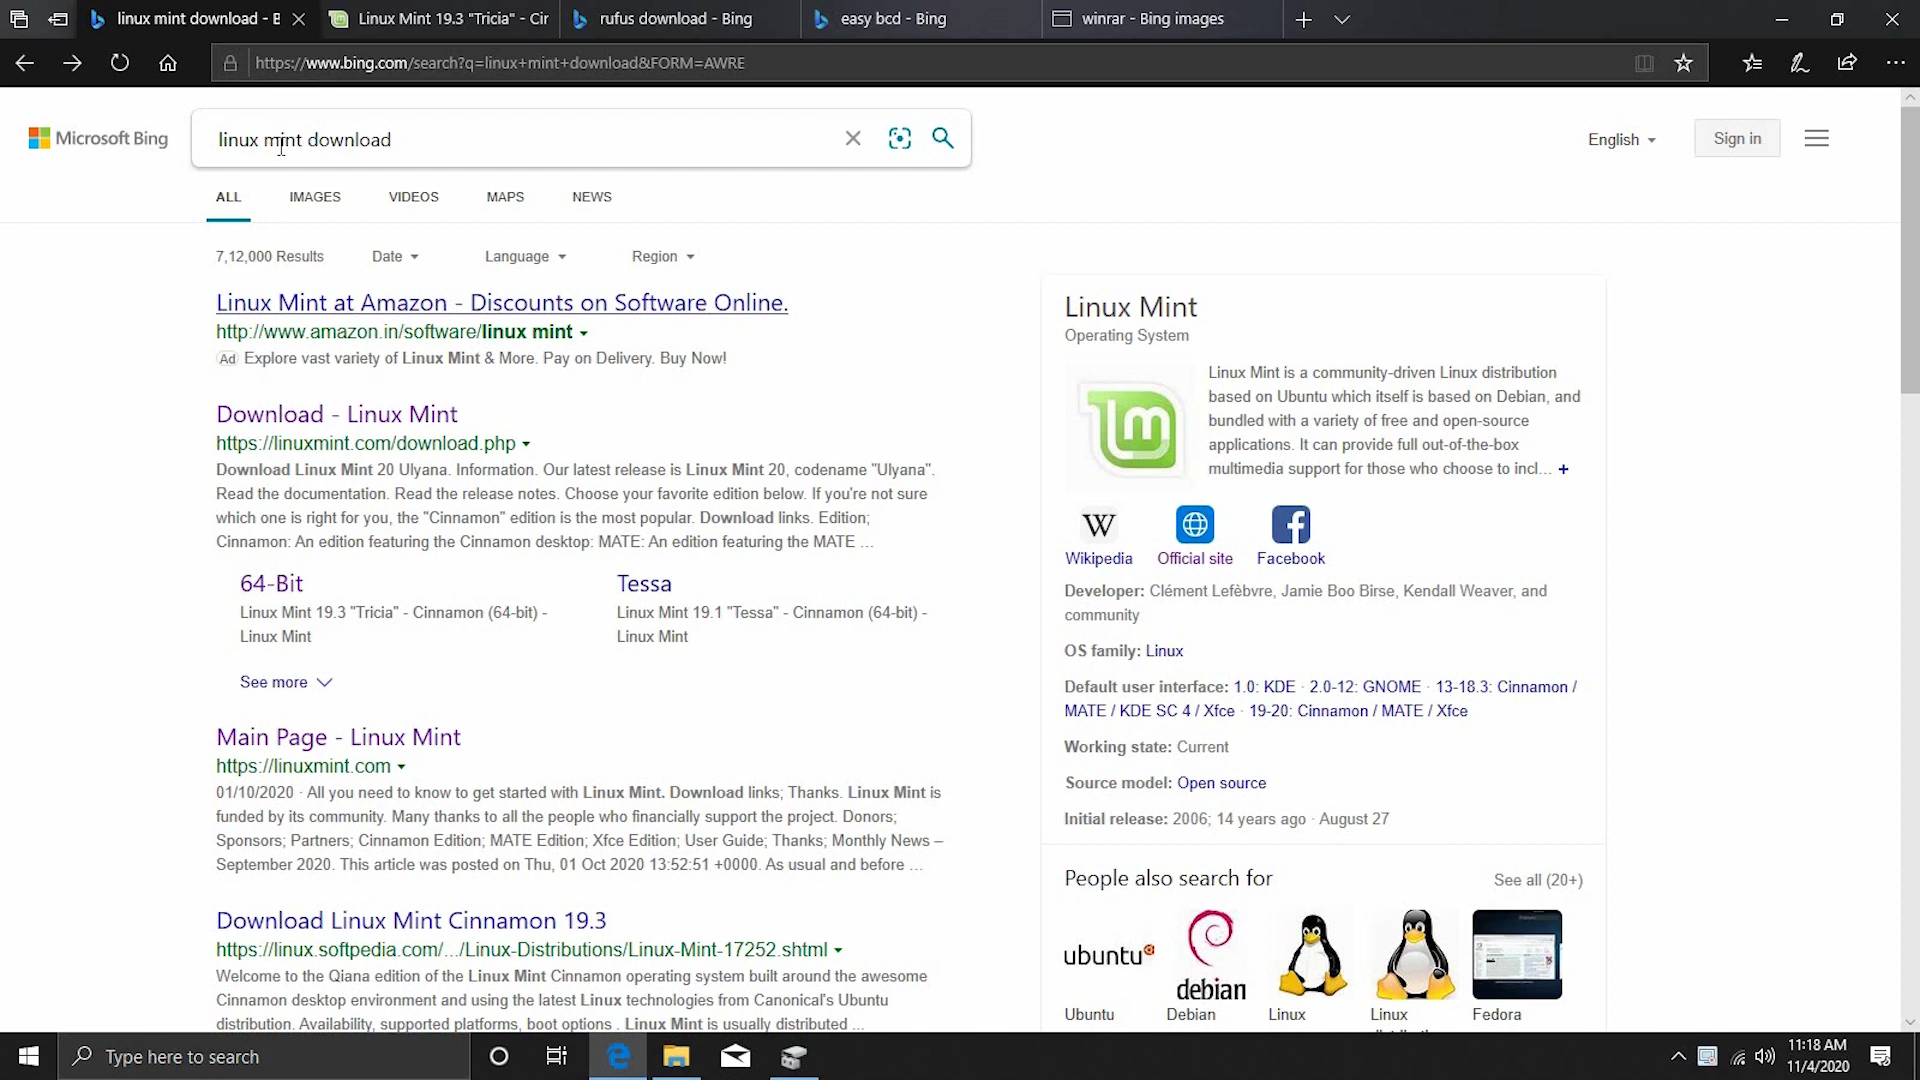 linux mint download - B
Linux Mint 19.3 "Tricia" - Cir
rufus download - Bing
easy bcd - Bing
winrar - Bing images
https://www.bing.com/search?q=linux+mint+download&FORM=AWRE
Microsoft Bing
linux mint download
English
Sign in
ALL
IMAGES
VIDEOS
MAPS
NEWS
7,12,000 Results
Date
Language
Region
Linux Mint at Amazon - Discounts on Software Online.
http://www.amazon.in/software/linux mint
Ad Explore vast variety of Linux Mint & More. Pay on Delivery. Buy Now!
Download - Linux Mint
https://linuxmint.com/download.php
Download Linux Mint 20 Ulyana. Information. Our latest release is Linux Mint 20, codename "Ulyana".
Read the documentation. Read the release notes. Choose your favorite edition below. If you're not sure
which one is right for you, the "Cinnamon" edition is the most popular. Download links. Edition;
Cinnamon: An edition featuring the Cinnamon desktop: MATE: An edition featuring the MATE ...
64-Bit
Linux Mint 19.3 "Tricia" - Cinnamon (64-bit) -
Linux Mint
Tessa
Linux Mint 19.1 "Tessa" - Cinnamon (64-bit) -
Linux Mint
See more
Main Page - Linux Mint
https://linuxmint.com
01/10/2020 · All you need to know to get started with Linux Mint. Download links; Thanks. Linux Mint is
funded by its community. Many thanks to all the people who financially support the project. Donors;
Sponsors; Partners; Cinnamon Edition; MATE Edition; Xfce Edition; User Guide; Thanks; Monthly News –
September 2020. This article was posted on Thu, 01 Oct 2020 13:52:51 +0000. As usual and before ...
Download Linux Mint Cinnamon 19.3
https://linux.softpedia.com/.../Linux-Distributions/Linux-Mint-17252.shtml
Welcome to the Qiana edition of the Linux Mint Cinnamon operating system built around the awesome
Cinnamon desktop environment and using the latest Linux technologies from Canonical's Ubuntu
distribution. Availability, supported platforms, boot options . Linux Mint is usually distributed ...
Linux Mint
Operating System
Linux Mint is a community-driven Linux distribution
based on Ubuntu which itself is based on Debian, and
bundled with a variety of free and open-source
applications. It can provide full out-of-the-box
multimedia support for those who choose to incl... +
Wikipedia
Official site
Facebook
Developer: Clément Lefèbvre, Jamie Boo Birse, Kendall Weaver, and
community
OS family: Linux
Default user interface: 1.0: KDE · 2.0-12: GNOME · 13-18.3: Cinnamon /
MATE / KDE SC 4 / Xfce · 19-20: Cinnamon / MATE / Xfce
Working state: Current
Source model: Open source
Initial release: 2006; 14 years ago · August 27
People also search for
See all (20+)
ubuntu
debian
Ubuntu
Debian
Linux
Linux
Fedora
Type here to search
11:18 AM
11/4/2020